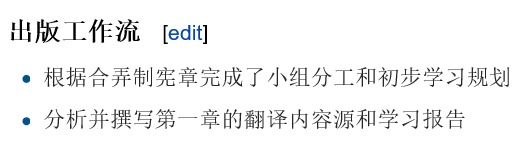 出版工作流 [edit]
根据合弄制宪章完成了小组分工和初步学习规划
分析并撰写第一章的翻译内容源和学习报告